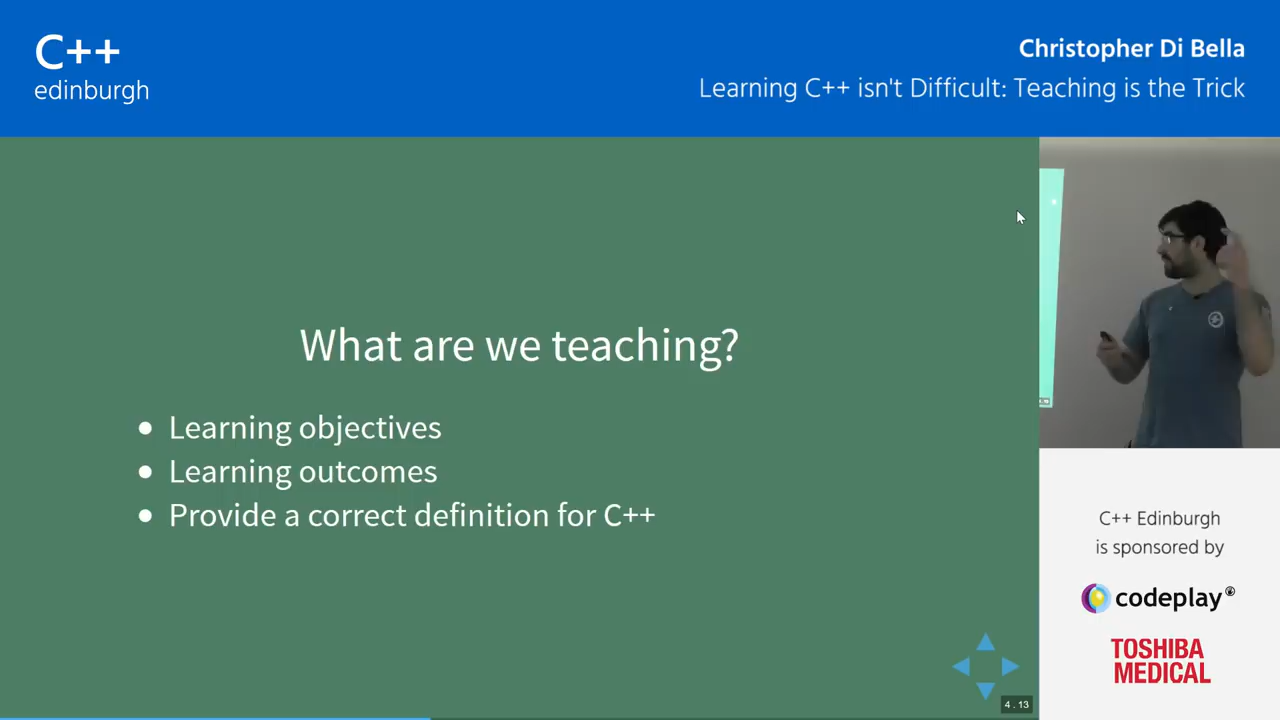 C++
edinburgh
Christopher Di Bella
Learning C++ isn't Difficult: Teaching is the Trick
What are we teaching?
• Learning objectives
• Learning outcomes
• Provide a correct definition for C++
C++ Edinburgh
is sponsored by
codeplay®
TOSHIBA
MEDICAL
4.13